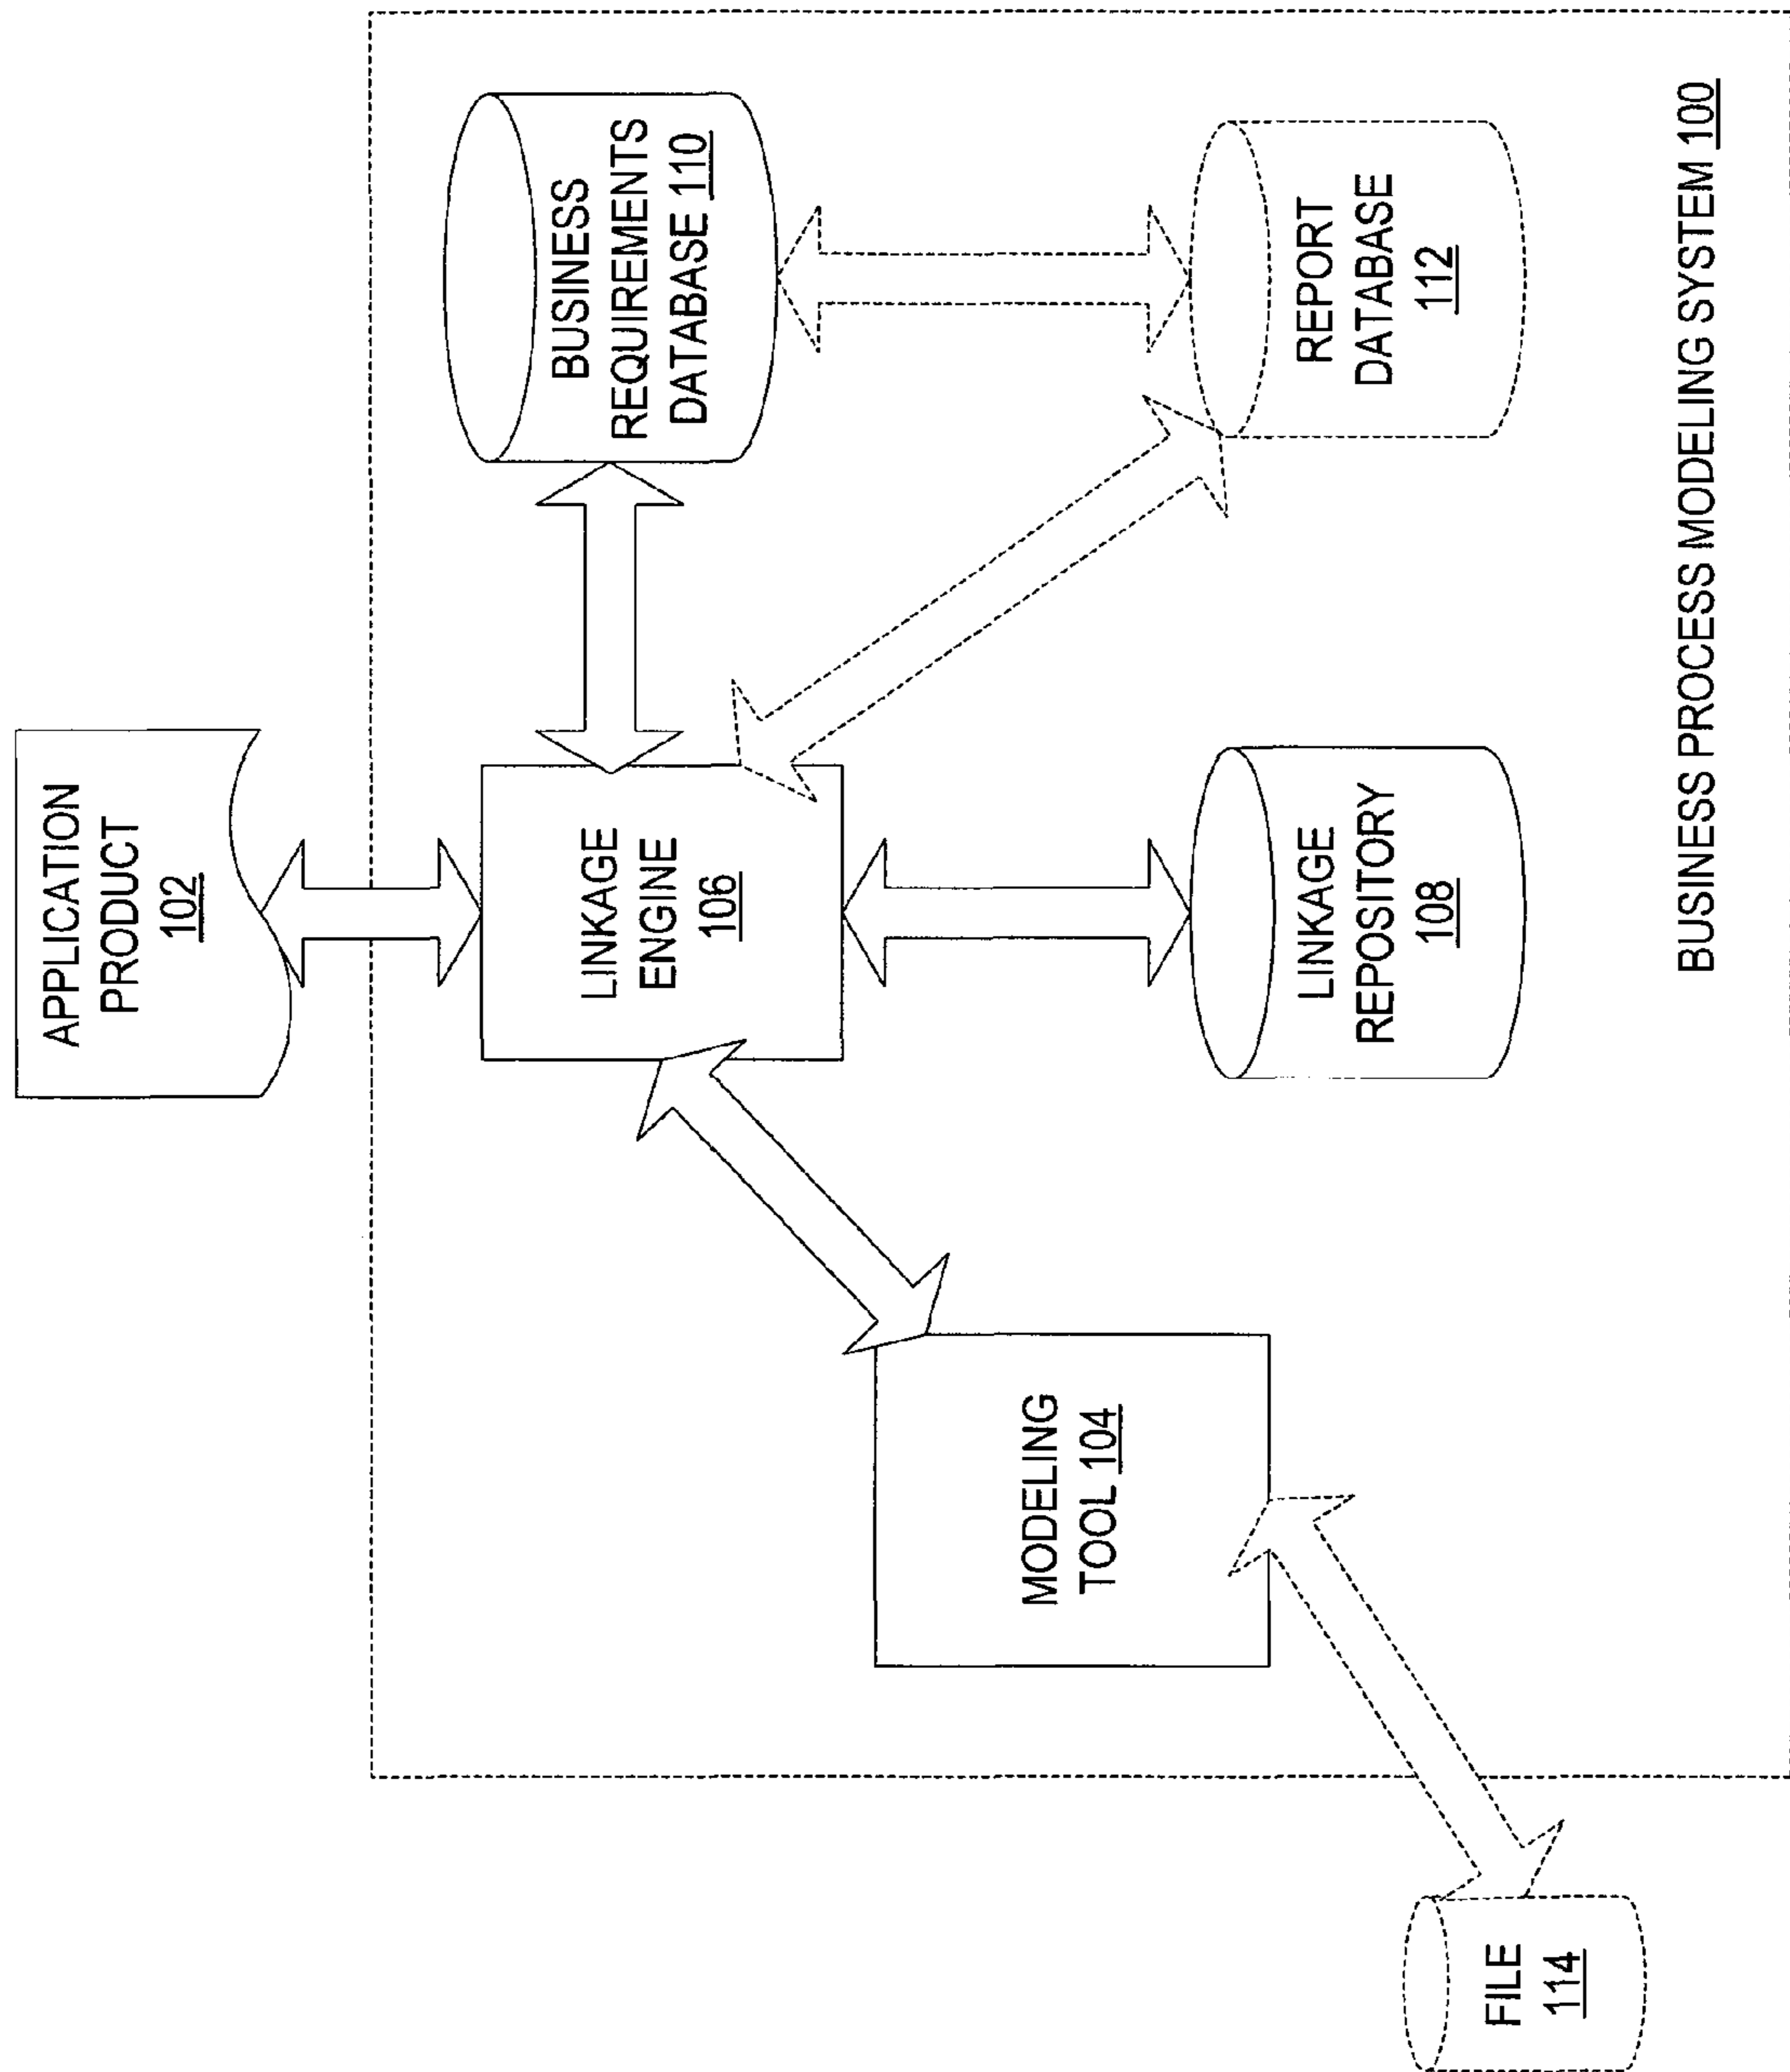 APPLICATION
PRODUCT
102
LINKAGE
ENGINE
106
BUSINESS
REQUIREMENTS
DATABASE 110
MODELING
TOOL 104
LINKAGE
REPOSITORY
108
REPORT
DATABASE
112
FILE
114
BUSINESS PROCESS MODELING SYSTEM 100